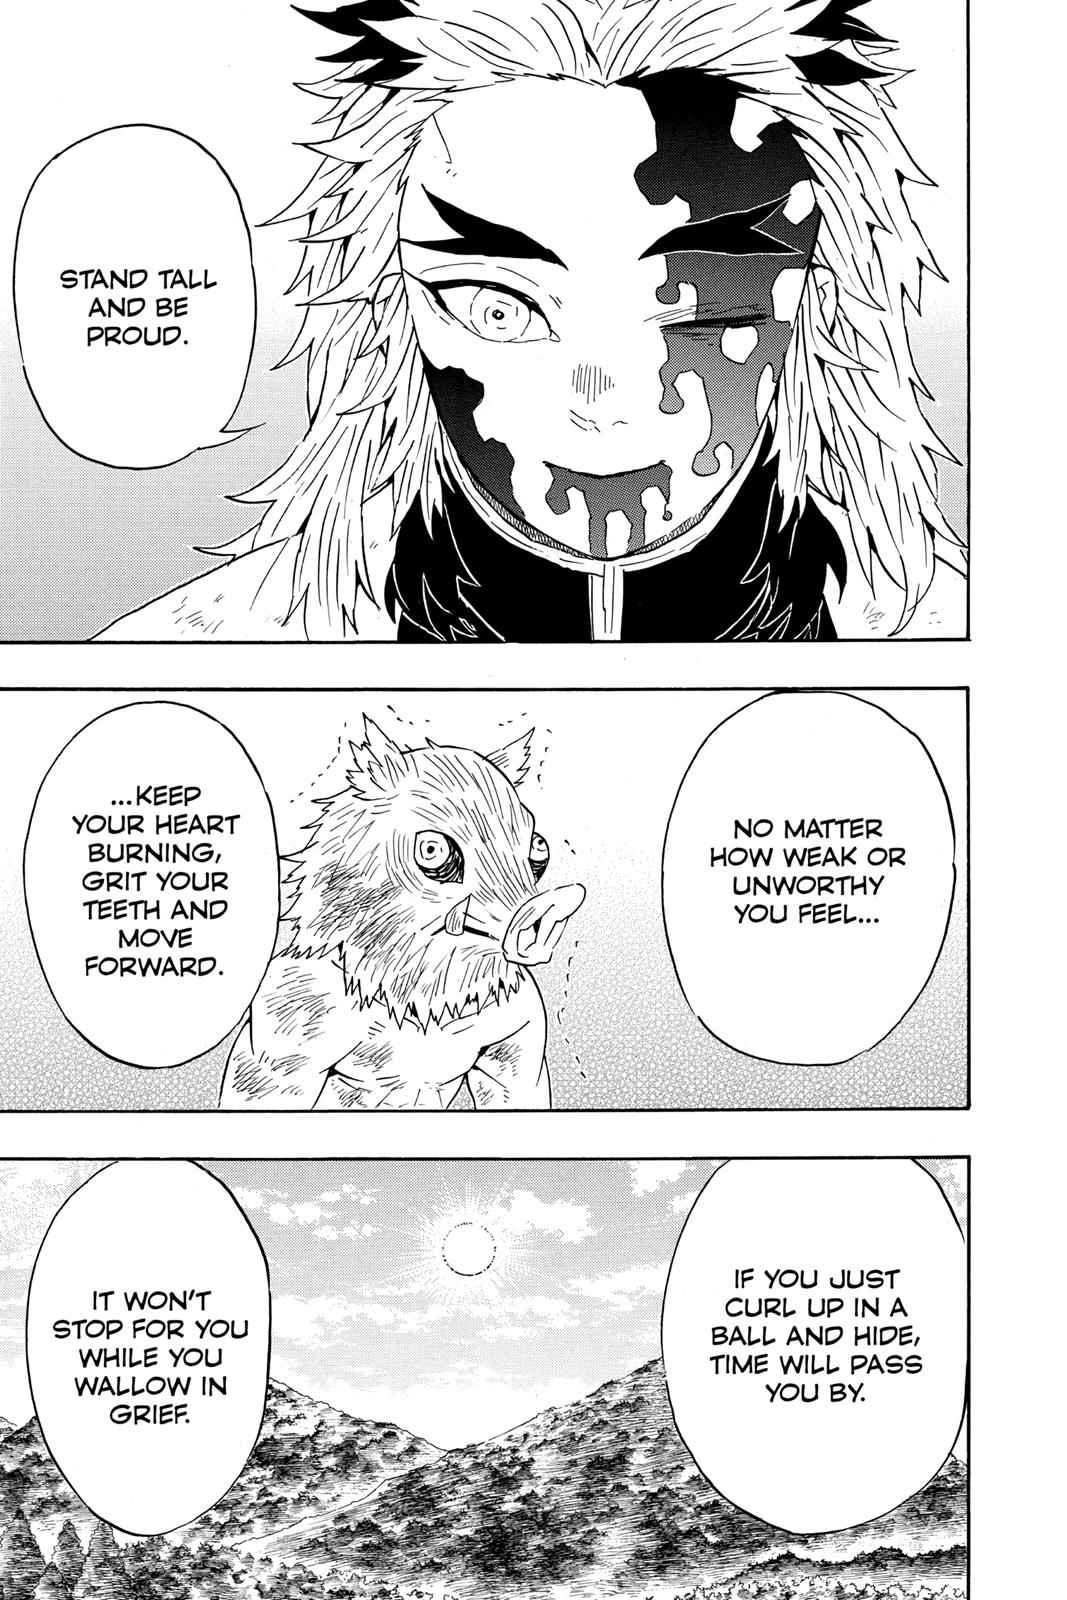 STAND TALL
AND BE
PROUD.
NO MATTER
HOW WEAK OR
UNWORTHY
YOU FEEL...
...KEEP
YOUR HEART
BURNING,
GRIT YOUR
TEETH AND
MOVE
FORWARD.
IF YOU JUST
CURL UP IN A
BALL AND HIDE,
TIME WILL PASS
YOU BY.
IT WON'T
STOP FOR YOU
WHILE YOU
WALLOW IN
GRIEF.